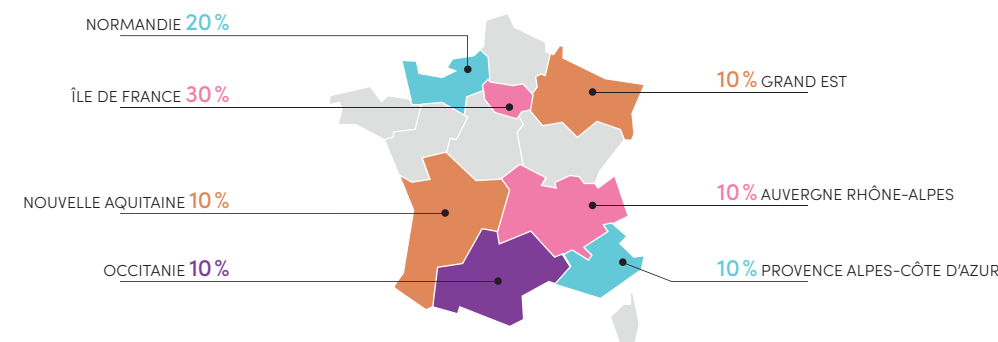 NORMANDIE 20 %
ÎLE DE FRANCE 30 %
NOUVELLE AQUITAINE 10 %
OCCITANIE 10 %
10 % GRAND EST
10 % AUVERGNE RHÔNE-ALPES
10 % PROVENCE ALPES-CÔTE D’AZUR